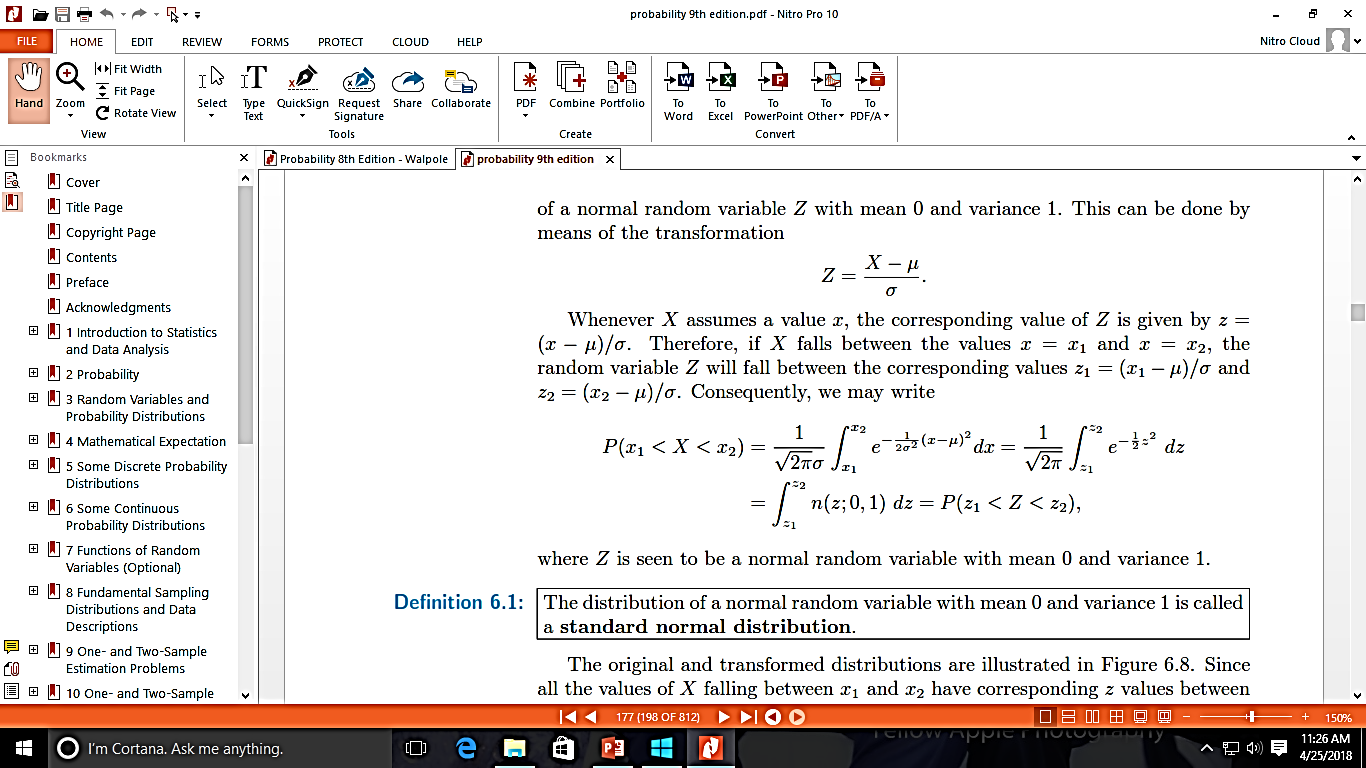 probability 9th edition.pdf - Nitro Pro 10
FILE HOME EDIT REVIEW FORMS PROTECT CLOUD HELP
Nitro Cloud
Hand
Zoom
Fit Width
Fit Page
Rotate View
View
Select
Type Text
QuickSign
Request Signature
Share
Collaborate
Tools
PDF
Combine
Portfolio
Create
To Word
To Excel
To PowerPoint
To Other
To PDF/A
Convert
Bookmarks
Probability 8th Edition - Walpole
probability 9th edition
Cover
Title Page
Copyright Page
Contents
Preface
Acknowledgments
1 Introduction to Statistics
and Data Analysis
2 Probability
3 Random Variables and
Probability Distributions
4 Mathematical Expectation
5 Some Discrete Probability
Distributions
6 Some Continuous
Probability Distributions
7 Functions of Random
Variables (Optional)
8 Fundamental Sampling
Distributions and Data
Descriptions
9 One- and Two-Sample
Estimation Problems
10 One- and Two-Sample
of a normal random variable Z with mean 0 and variance 1. This can be done by
means of the transformation
Z = (X − μ)/σ.
Whenever X assumes a value x, the corresponding value of Z is given by z =
(x − μ)/σ. Therefore, if X falls between the values x = x₁ and x = x₂, the
random variable Z will fall between the corresponding values z₁ = (x₁ − μ)/σ and
z₂ = (x₂ − μ)/σ. Consequently, we may write
P(x₁ < X < x₂) = 1/(√2πσ) ∫_{x₁}^{x₂} e^{−(1/2σ²)(x−μ)²} dx = 1/√2π ∫_{z₁}^{z₂} e^{−(1/2)z²} dz
= ∫_{z₁}^{z₂} n(z; 0, 1) dz = P(z₁ < Z < z₂),
where Z is seen to be a normal random variable with mean 0 and variance 1.
Definition 6.1: The distribution of a normal random variable with mean 0 and variance 1 is called
a standard normal distribution.
The original and transformed distributions are illustrated in Figure 6.8. Since
all the values of X falling between x₁ and x₂ have corresponding z values between
177 (198 OF 812)
150%
Yellow Apple Photography
I'm Cortana. Ask me anything.
11:26 AM
4/25/2018